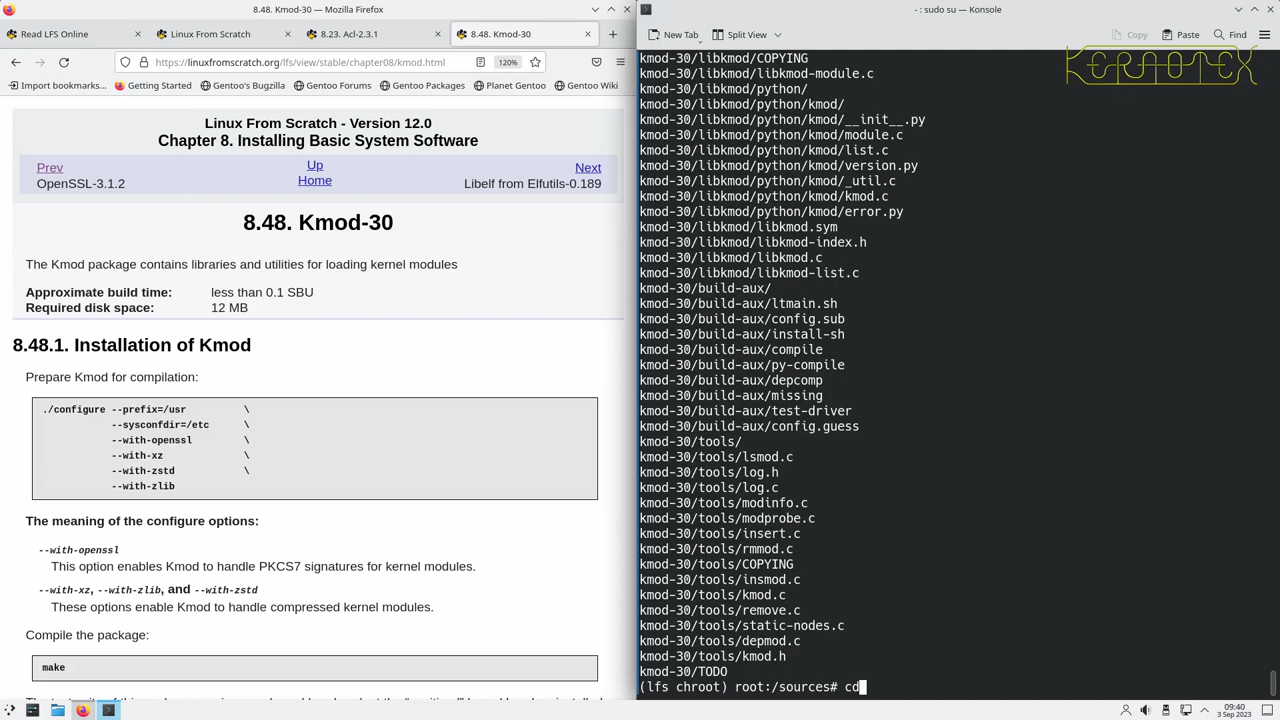 8.48. Kmod-30 — Mozilla Firefox
Read LFS Online
Linux From Scratch
8.23. Acl-2.3.1
8.48. Kmod-30
https://linuxfromscratch.org/lfs/view/stable/chapter08/kmod.html
120%
Import bookmarks...
Getting Started
Gentoo's Bugzilla
Gentoo Forums
Gentoo Packages
Planet Gentoo
Gentoo Wiki
Linux From Scratch - Version 12.0
Chapter 8. Installing Basic System Software
Prev
Up
Next
OpenSSL-3.1.2
Home
Libelf from Elfutils-0.189
8.48. Kmod-30
The Kmod package contains libraries and utilities for loading kernel modules
Approximate build time: less than 0.1 SBU
Required disk space: 12 MB
8.48.1. Installation of Kmod
Prepare Kmod for compilation:
./configure --prefix=/usr \
--sysconfdir=/etc \
--with-openssl \
--with-xz \
--with-zstd \
--with-zlib
The meaning of the configure options:
--with-openssl
This option enables Kmod to handle PKCS7 signatures for kernel modules.
--with-xz, --with-zlib, and --with-zstd
These options enable Kmod to handle compressed kernel modules.
Compile the package:
make
- : sudo su — Konsole
New Tab
Split View
Copy
Paste
Find
KERNOTEX
kmod-30/libkmod/COPYING
kmod-30/libkmod/libkmod-module.c
kmod-30/libkmod/python/
kmod-30/libkmod/python/kmod/
kmod-30/libkmod/python/kmod/__init__.py
kmod-30/libkmod/python/kmod/module.c
kmod-30/libkmod/python/kmod/list.c
kmod-30/libkmod/python/kmod/version.py
kmod-30/libkmod/python/kmod/_util.c
kmod-30/libkmod/python/kmod/kmod.c
kmod-30/libkmod/python/kmod/error.py
kmod-30/libkmod/libkmod.sym
kmod-30/libkmod/libkmod-index.h
kmod-30/libkmod/libkmod.c
kmod-30/libkmod/libkmod-list.c
kmod-30/build-aux/
kmod-30/build-aux/ltmain.sh
kmod-30/build-aux/config.sub
kmod-30/build-aux/install-sh
kmod-30/build-aux/compile
kmod-30/build-aux/py-compile
kmod-30/build-aux/depcomp
kmod-30/build-aux/missing
kmod-30/build-aux/test-driver
kmod-30/build-aux/config.guess
kmod-30/tools/
kmod-30/tools/lsmod.c
kmod-30/tools/log.h
kmod-30/tools/log.c
kmod-30/tools/modinfo.c
kmod-30/tools/modprobe.c
kmod-30/tools/insert.c
kmod-30/tools/rmmod.c
kmod-30/tools/COPYING
kmod-30/tools/insmod.c
kmod-30/tools/kmod.c
kmod-30/tools/remove.c
kmod-30/tools/static-nodes.c
kmod-30/tools/depmod.c
kmod-30/tools/kmod.h
kmod-30/TODO
(lfs chroot) root:/sources# cd
09:40
3 Sep 2023